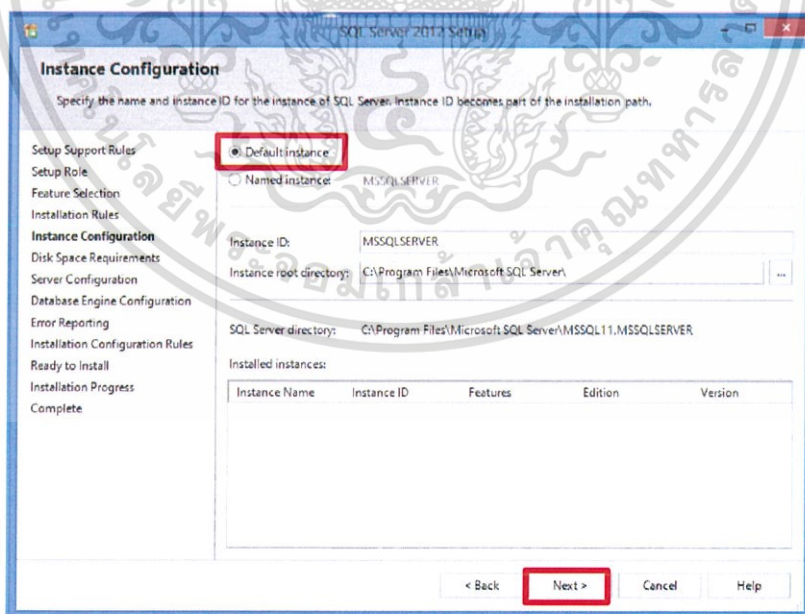 SQL Server 2012 Setup
Instance Configuration
Specify the name and instance ID for the instance of SQL Server. Instance ID becomes part of the installation path.
Setup Support Rules
Setup Role
Feature Selection
Installation Rules
Instance Configuration
Disk Space Requirements
Server Configuration
Database Engine Configuration
Error Reporting
Installation Configuration Rules
Ready to Install
Installation Progress
Complete
Default instance
Named instance: MSSQLSERVER
Instance ID: MSSQLSERVER
Instance root directory: C:\Program Files\Microsoft SQL Server\ ...
SQL Server directory: C:\Program Files\Microsoft SQL Server\MSSQL11.MSSQLSERVER
Installed instances:
Instance Name Instance ID Features Edition Version
< Back Next > Cancel Help